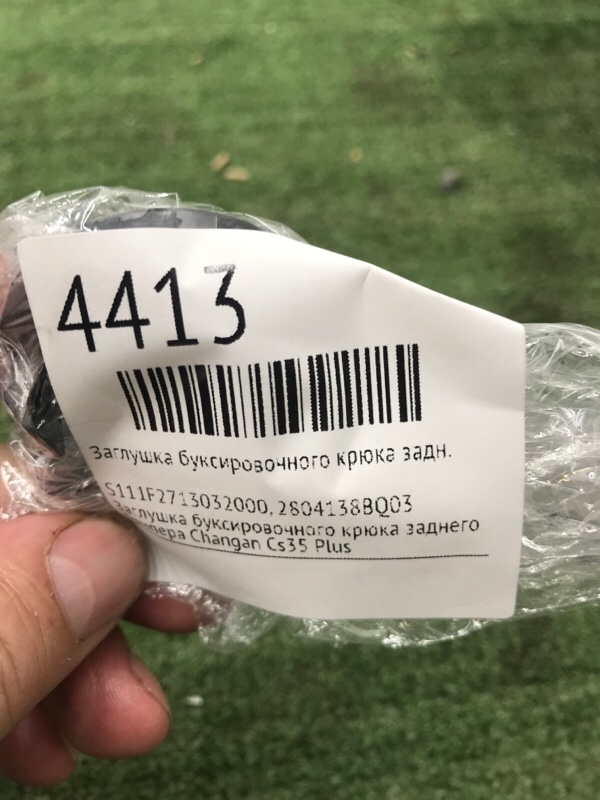 4413
Заглушка буксировочного крюка задн.
S111F2713032000, 2804138BQ03
Заглушка буксировочного крюка заднего
Changan Cs35 Plus